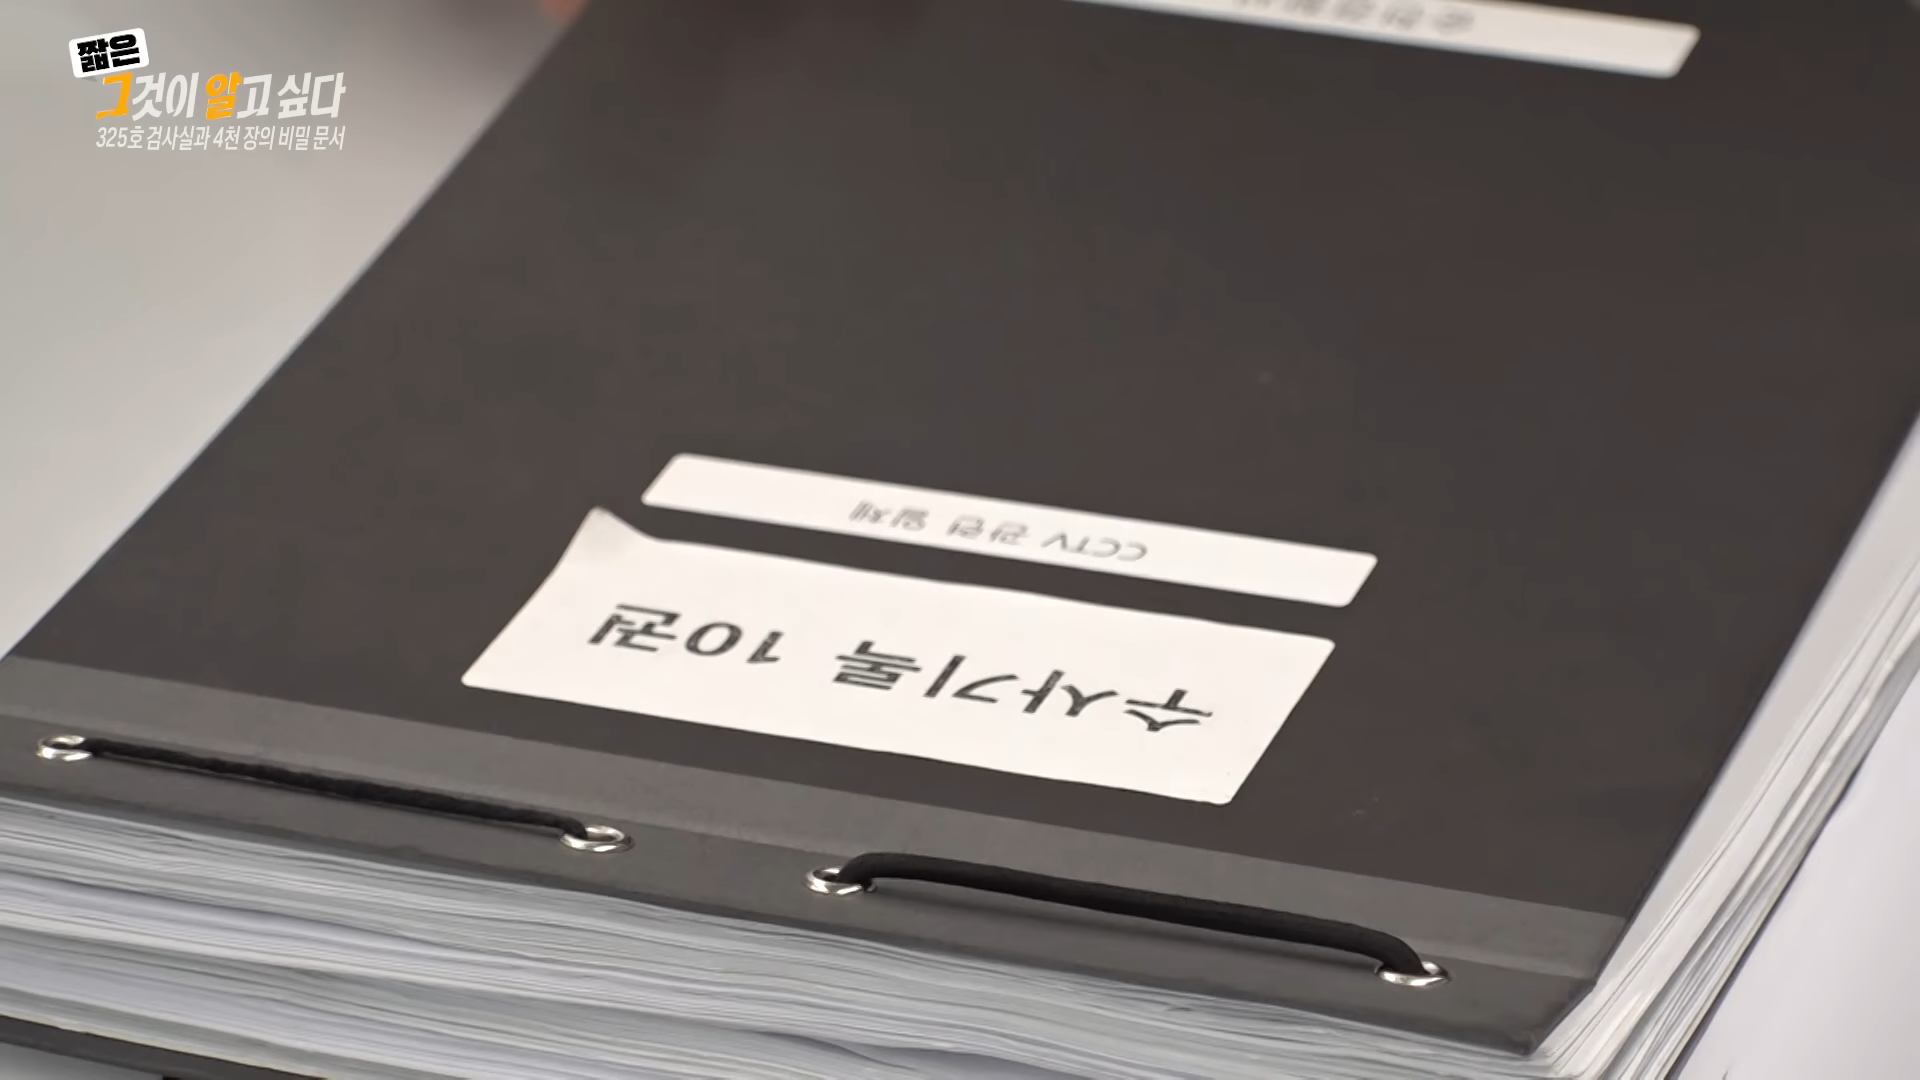 짧은
그것이 알고 싶다
325호 검사실과 4천 장의 비밀 문서
CCTV 관련 일체
수사기록 10권